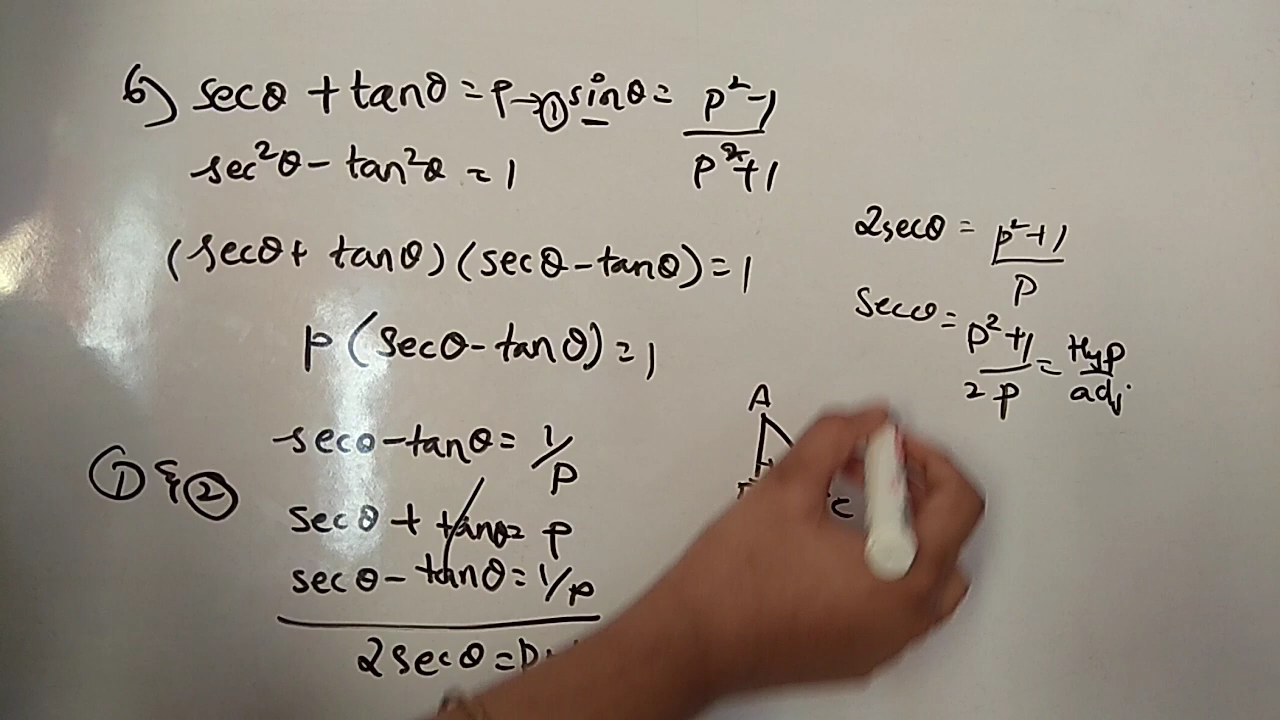 6) secθ + tanθ = P → ① sinθ = P²-1 / P²+1
sec²θ - tan²θ = 1
(secθ + tanθ)(secθ - tanθ) = 1
P(secθ - tanθ) = 1
secθ - tanθ = 1/P
① & ②
secθ + tanθ = P
secθ - tanθ = 1/P
2secθ = P
2secθ = P²+1 / P
secθ = P²+1 / 2P = Hyp / adj
A
C